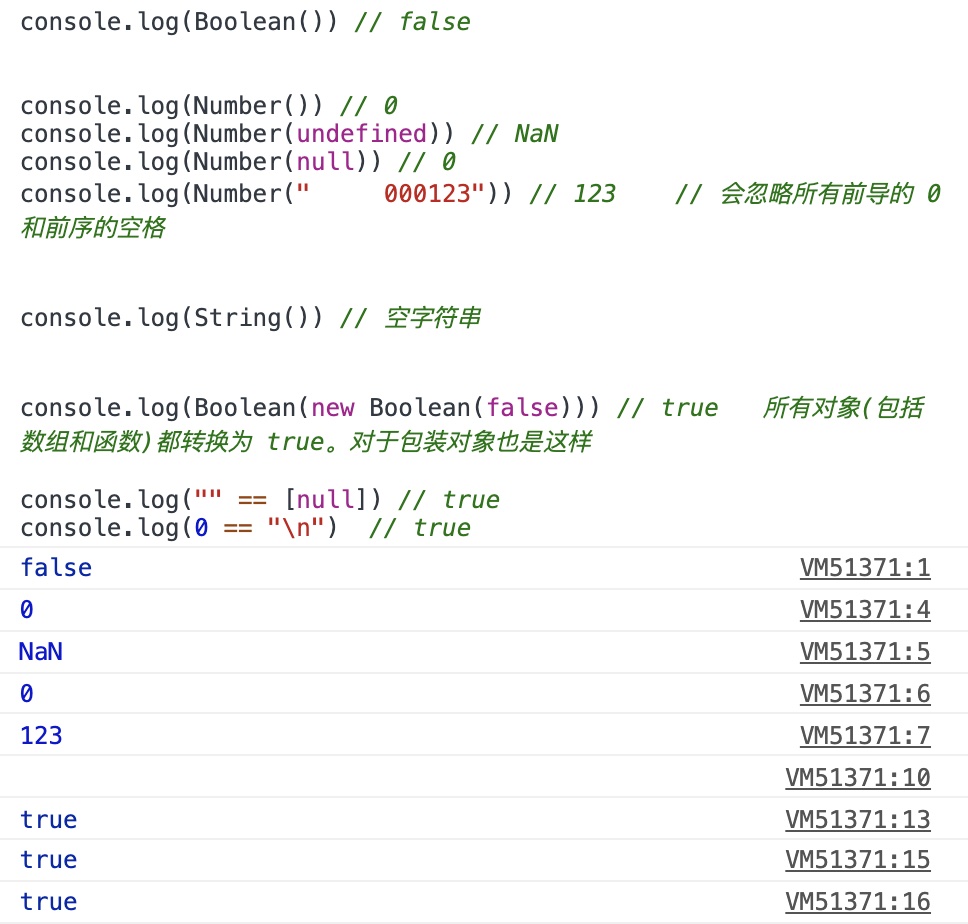 console.log(Boolean()) // false
console.log(Number()) // 0
console.log(Number(undefined)) // NaN
console.log(Number(null)) // 0
console.log(Number("     000123")) // 123    // 会忽略所有前导的 0
和前序的空格
console.log(String()) // 空字符串
console.log(Boolean(new Boolean(false))) // true   所有对象(包括
数组和函数)都转换为 true。对于包装对象也是这样
console.log("" == [null]) // true
console.log(0 == "\n")  // true
false VM51371:1
0 VM51371:4
NaN VM51371:5
0 VM51371:6
123 VM51371:7
VM51371:10
true VM51371:13
true VM51371:15
true VM51371:16